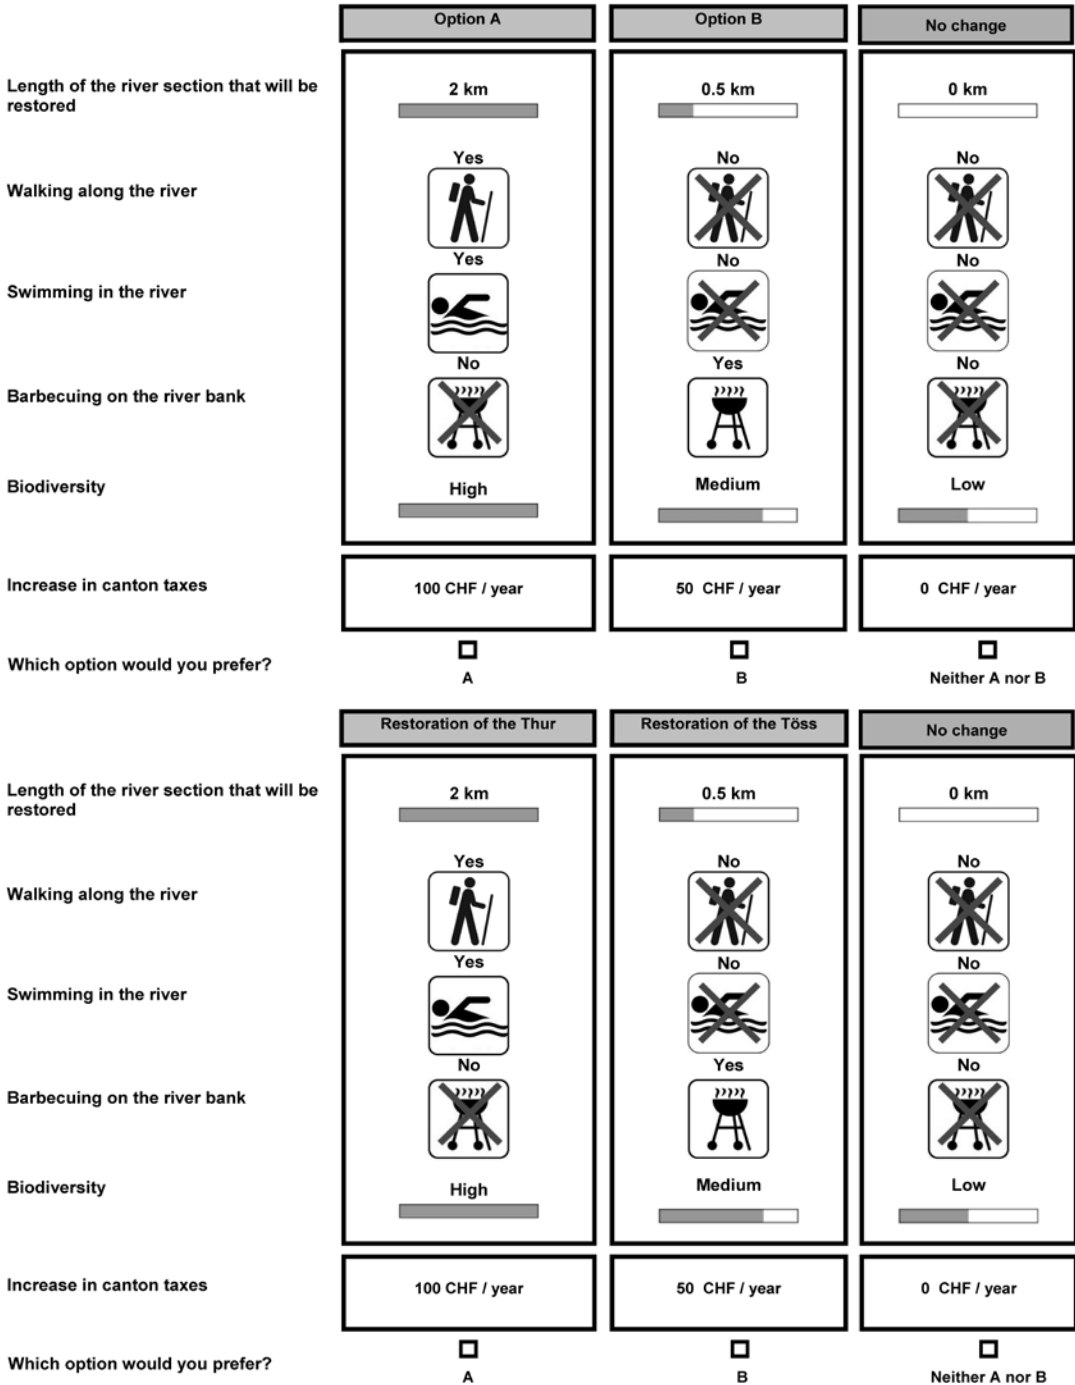 Option A Option B No change
Length of the river section that will be
restored
2 km 0.5 km 0 km
Yes No No
Walking along the river
Yes No No
Swimming in the river
No Yes No
Barbecuing on the river bank
Biodiversity
High Medium Low
Increase in canton taxes
100 CHF / year 50 CHF / year 0 CHF / year
Which option would you prefer?
A B Neither A nor B
Restoration of the Thur Restoration of the Töss No change
Length of the river section that will be
restored
2 km 0.5 km 0 km
Yes No No
Walking along the river
Yes No No
Swimming in the river
No Yes No
Barbecuing on the river bank
Biodiversity
High Medium Low
Increase in canton taxes
100 CHF / year 50 CHF / year 0 CHF / year
Which option would you prefer?
A B Neither A nor B